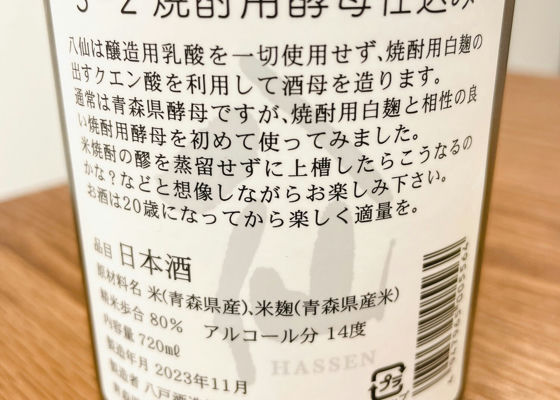 焼酎用酵母仕込み
八仙は醸造用乳酸を一切使用せず、焼酎用白麹の
出すクエン酸を利用して酒母を造ります。
通常は青森県酵母ですが、焼酎用白麹と相性の良
い焼酎用酵母を初めて使ってみました。
米焼酎の醪を蒸留せずに上槽したらこうなるの
かな?などと想像しながらお楽しみ下さい。
お酒は20歳になってから楽しく適量を。
品目 日本酒
原材料名 米(青森県産)、米麹(青森県産米)
精米歩合 80% アルコール分 14度
内容量 720ml
製造年月 2023年11月
HASSEN
製造者 八戸酒造
プラ